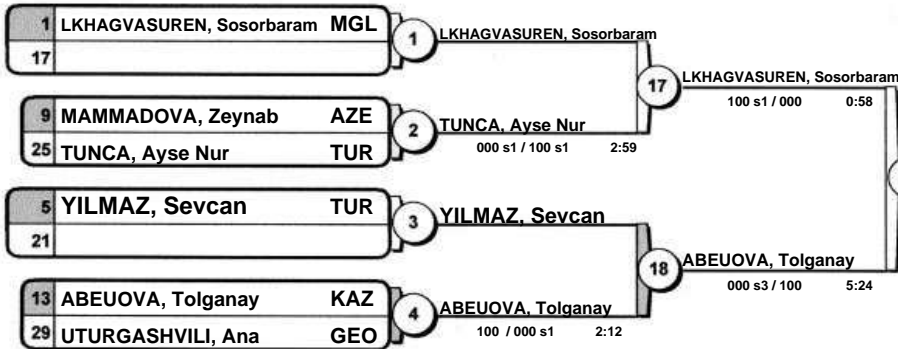 1 LKHAGVASUREN, Sosorbaram MGL
17
1
LKHAGVASUREN, Sosorbaram
9 MAMMADOVA, Zeynab AZE
25 TUNCA, Ayse Nur TUR
2
TUNCA, Ayse Nur
000 s1 / 100 s1 2:59
17
LKHAGVASUREN, Sosorbaram
100 s1 / 000 0:58
5 YILMAZ, Sevcan TUR
21
3
YILMAZ, Sevcan
13 ABEUOVA, Tolganay KAZ
29 UTURGASHVILI, Ana GEO
4
ABEUOVA, Tolganay
100 / 000 s1 2:12
18
ABEUOVA, Tolganay
000 s3 / 100 5:24